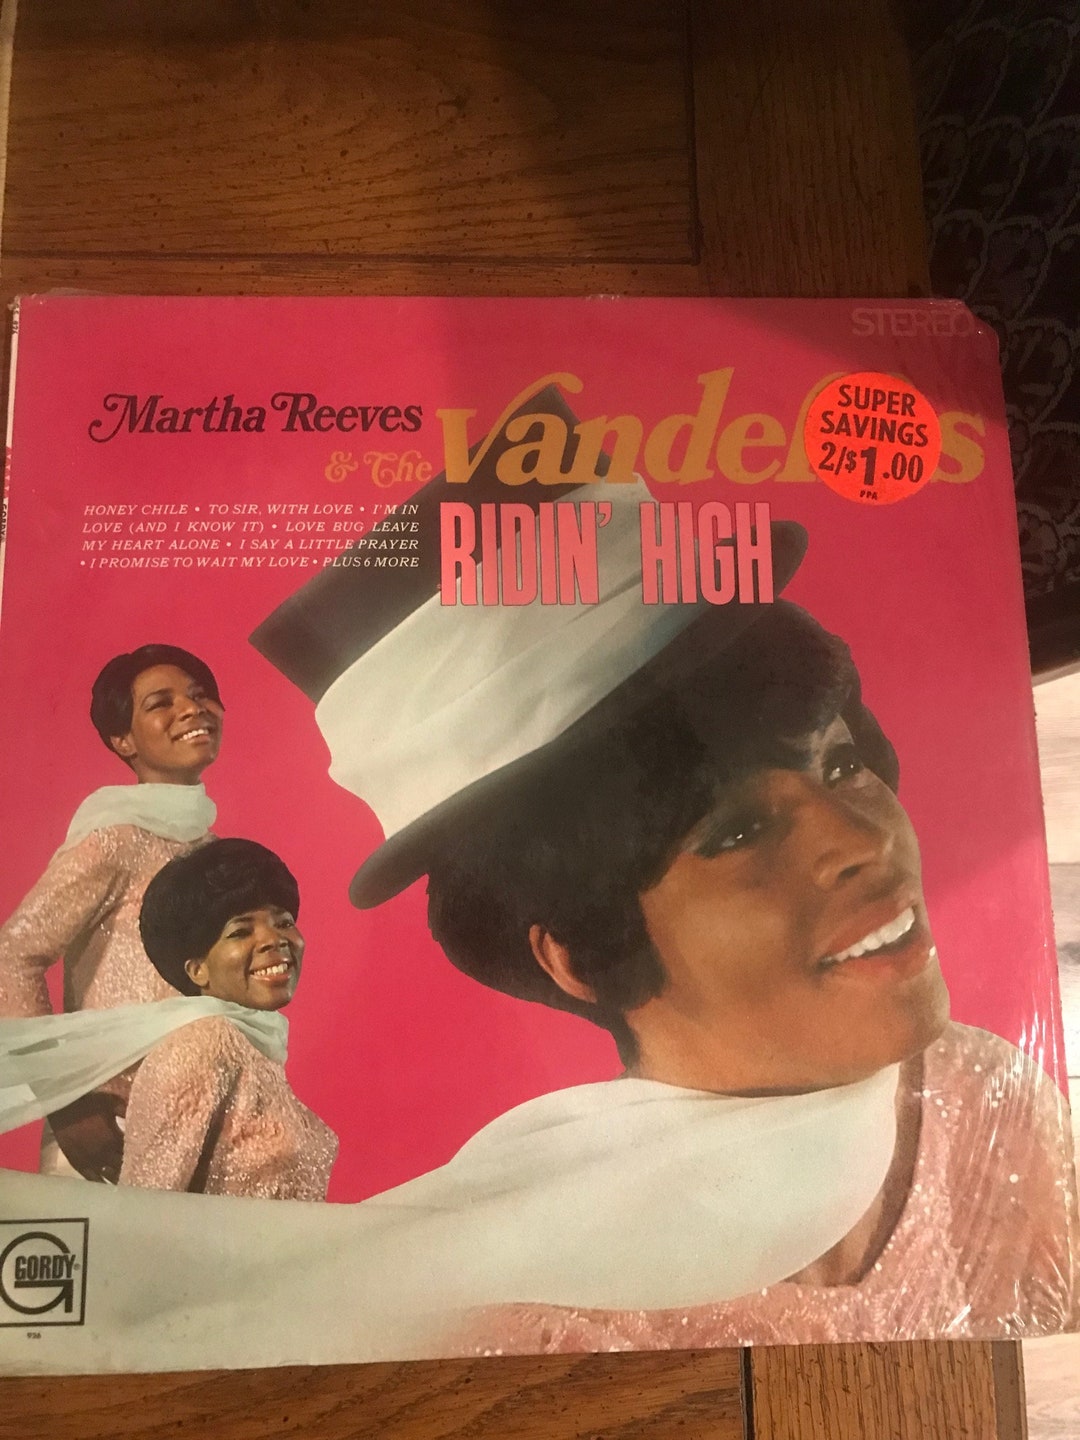 STEREO
Martha Reeves
& The Vandellas
SUPER
SAVINGS
2/$1.00
PPA
RIDIN' HIGH
HONEY CHILE • TO SIR, WITH LOVE • I'M IN
LOVE (AND I KNOW IT) • LOVE BUG LEAVE
MY HEART ALONE • I SAY A LITTLE PRAYER
• I PROMISE TO WAIT MY LOVE • PLUS 6 MORE
GORDY®
G
926